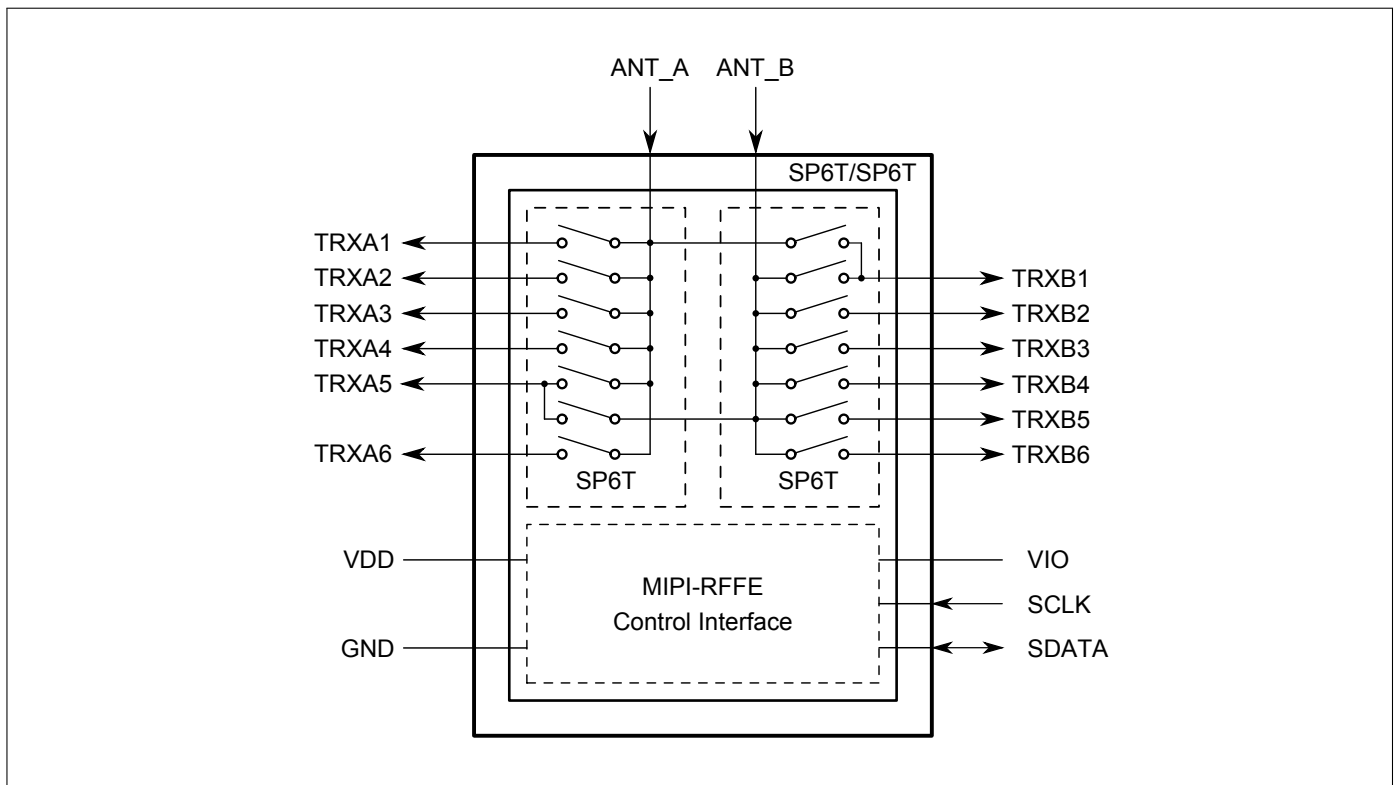 ANT_A ANT_B
SP6T/SP6T
TRXA1
TRXA2
TRXA3
TRXA4
TRXA5
TRXA6
TRXB1
TRXB2
TRXB3
TRXB4
TRXB5
TRXB6
SP6T SP6T
VDD
GND
MIPI-RFFE
Control Interface
VIO
SCLK
SDATA